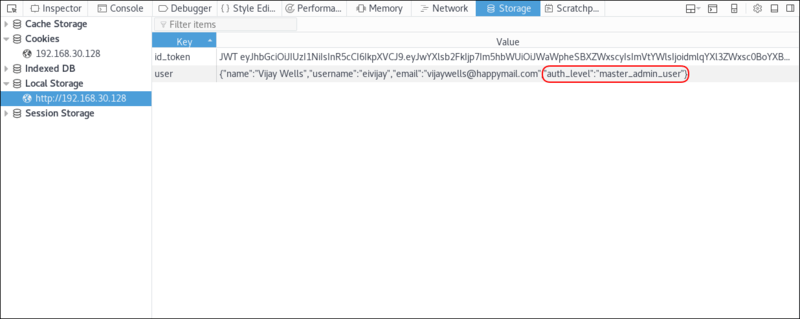 Inspector Console Debugger Style Edi... Performa... Memory Network Storage Scratchp...
Cache Storage
Cookies
192.168.30.128
Indexed DB
Local Storage
http://192.168.30.128
Session Storage
Filter items
Key Value
id_token JWT eyJhbGciOiJIUzI1NiIsInR5cCI6IkpXVCJ9.eyJwYXlsb2FkIjp7Im5hbWUiOiJWaWpheSBXZWxscyIsImVtYWlsIjoidmlqYXl3ZWxsc0BoYXB...
user {"name":"Vijay Wells","username":"eivijay","email":"vijaywells@happymail.com" "auth_level":"master_admin_user"}